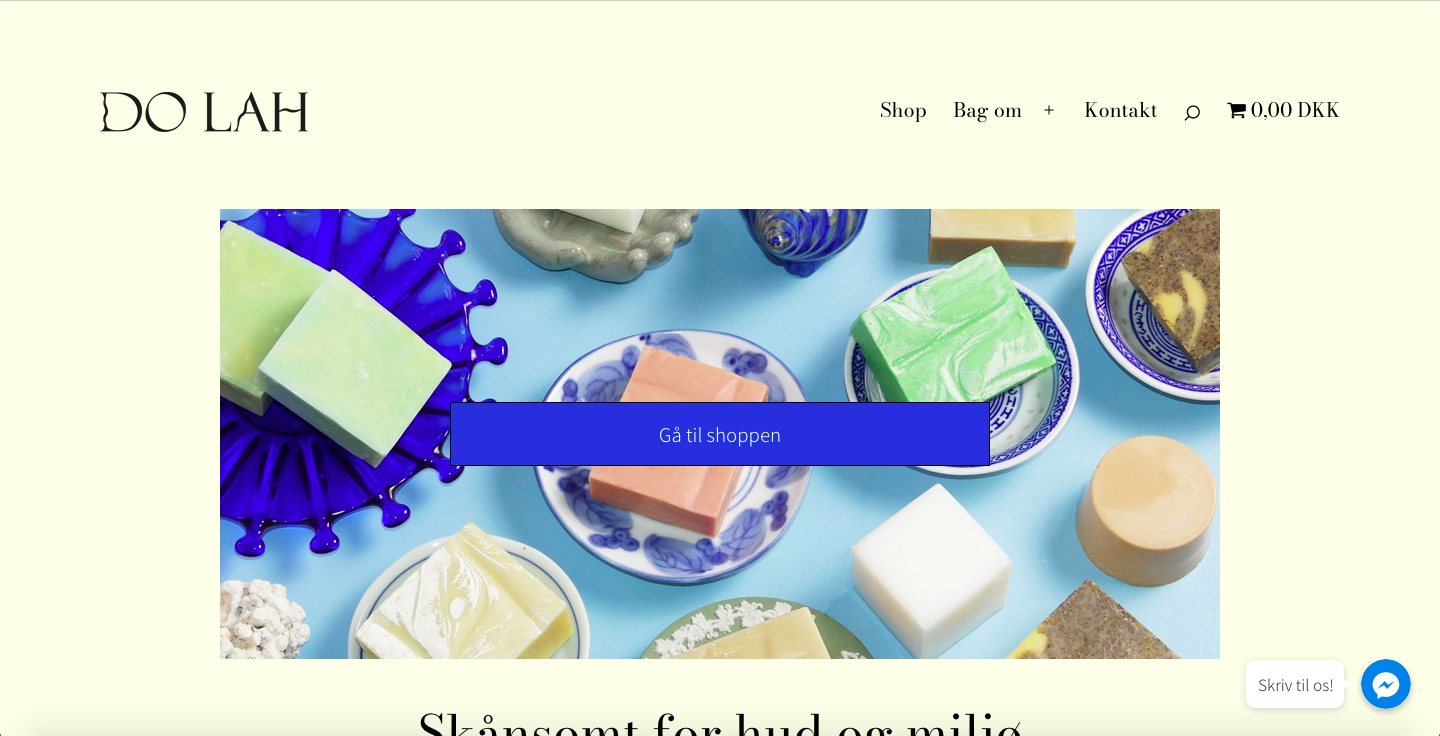 DO LAH
Shop Bag om + Kontakt 0,00 DKK
Gå til shoppen
Skriv til os!
Skånsomt for hud og miljø